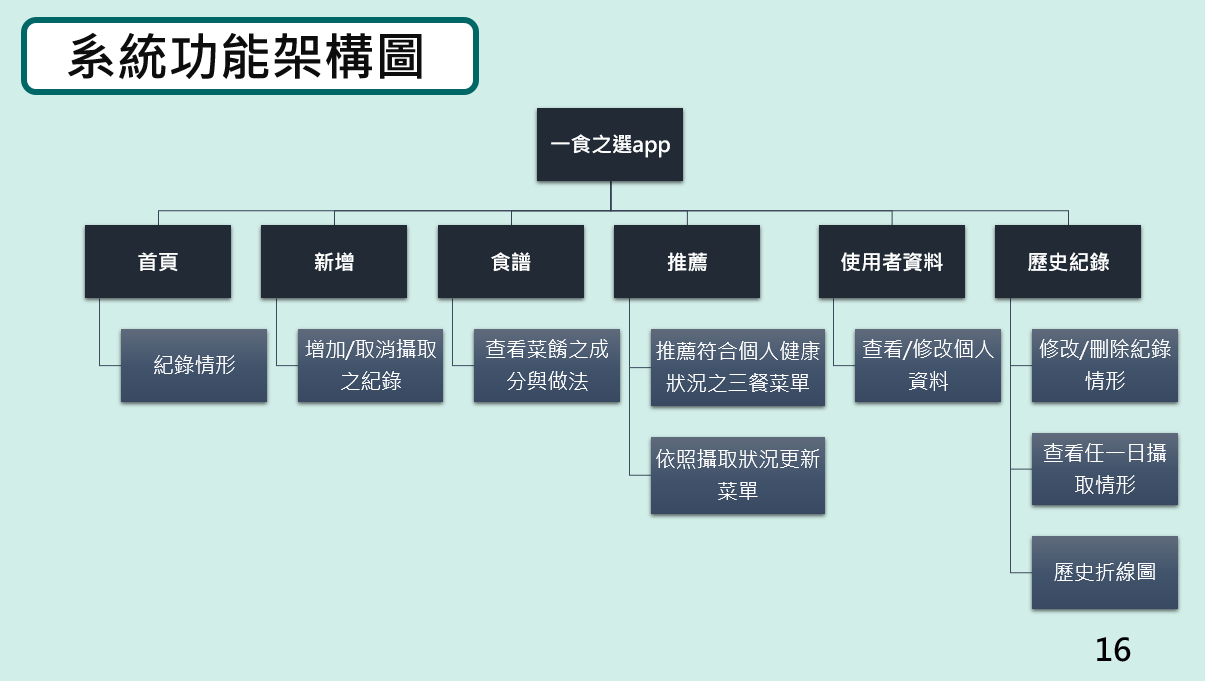 系統功能架構圖
一食之選app
首頁
新增
食譜
推薦
使用者資料
歷史紀錄
紀錄情形
增加/取消攝取
之紀錄
查看菜餚之成
分與做法
推薦符合個人健康
狀況之三餐菜單
查看/修改個人
資料
修改/刪除紀錄
情形
依照攝取狀況更新
菜單
查看任一日攝
取情形
歷史折線圖
16